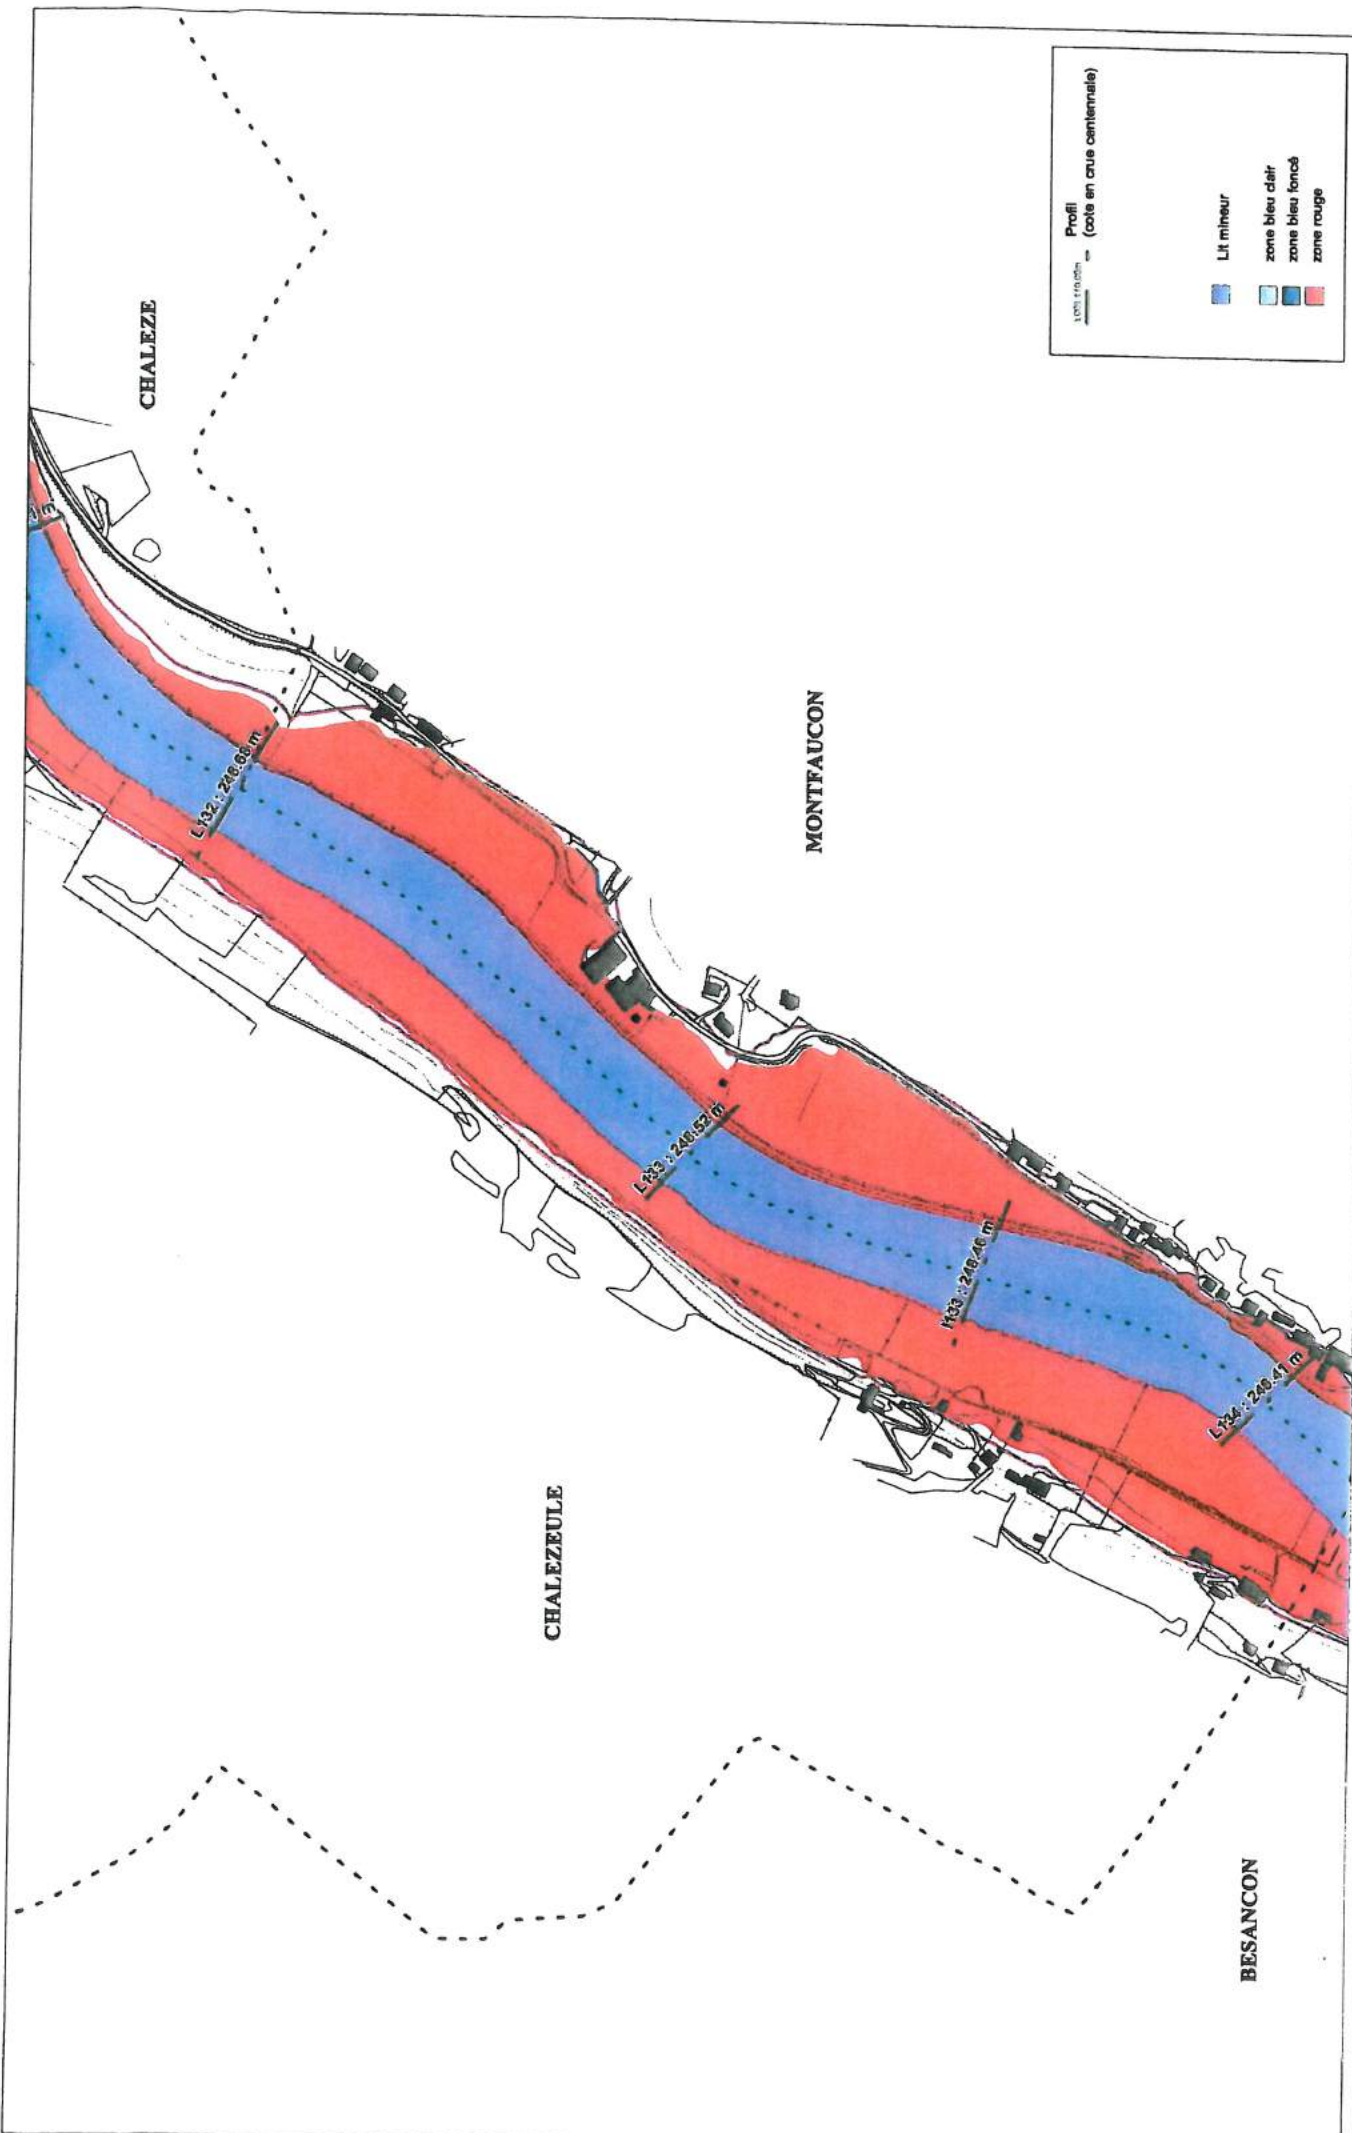 CHALEZE
Profil
(cote en crue centennale)
Lit mineur
zone bleu clair
zone bleu foncé
zone rouge
L132 : 248.68 m
MONTFAUCON
L133 : 248.52 m
I133 : 248.46 m
L134 : 248.41 m
CHALEZEULE
BESANCON